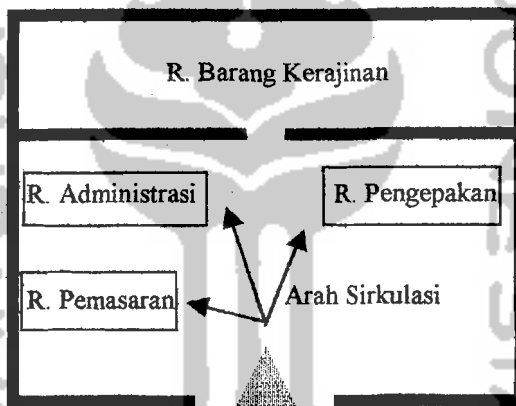 R. Barang Kerajinan
R. Administrasi
R. Pengepakan
R. Pemasaran
Arah Sirkulasi